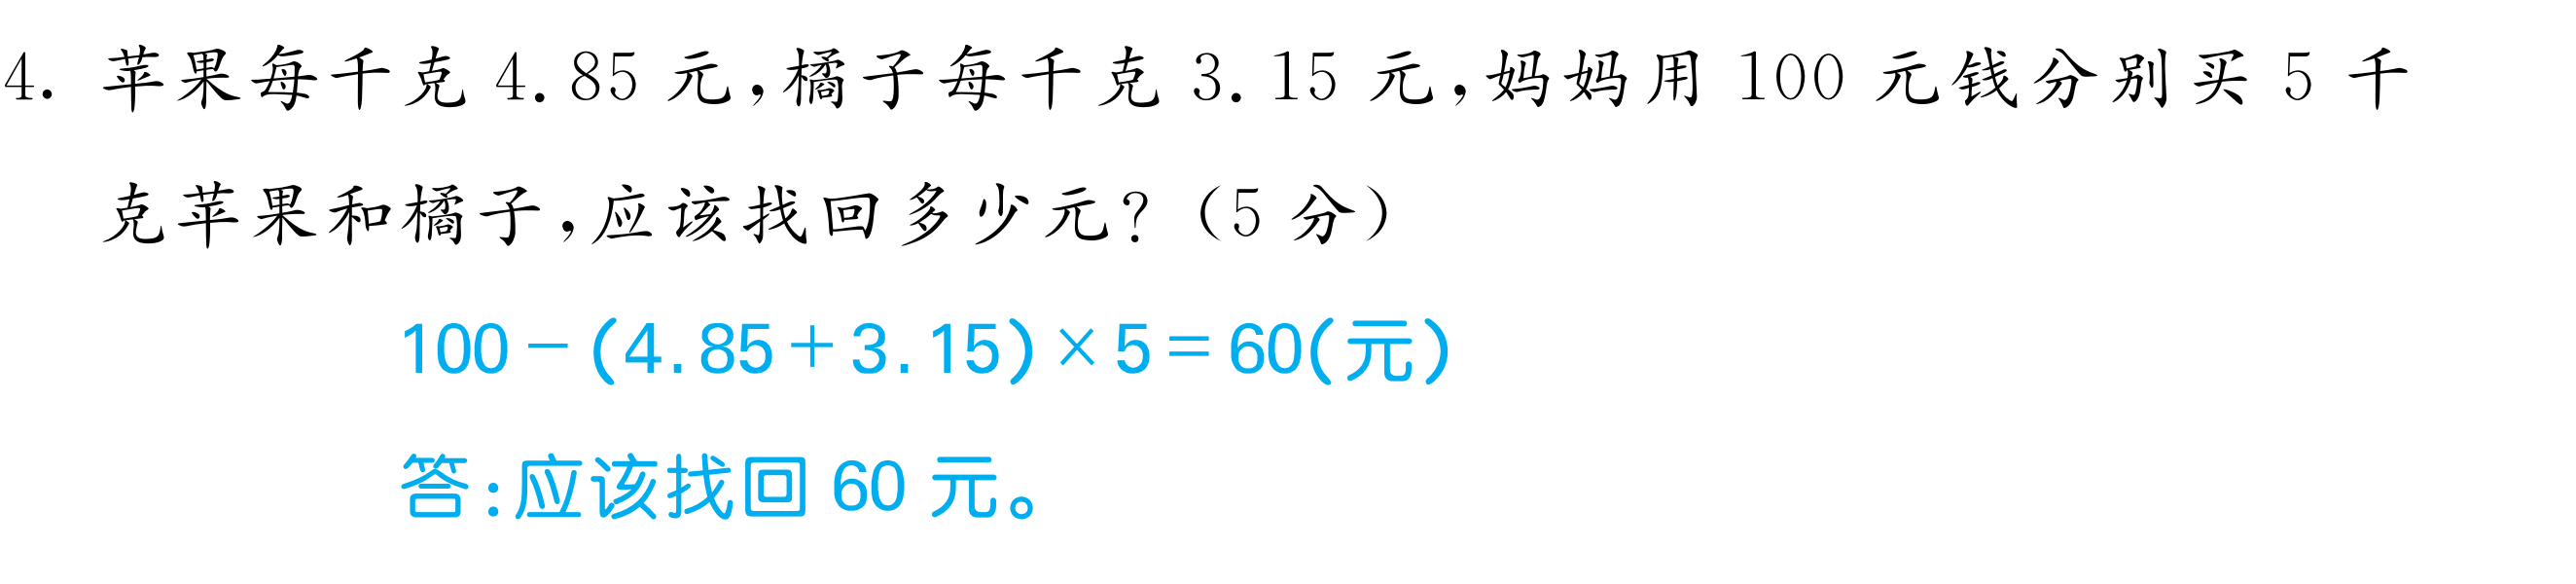 4. 苹果每千克 4.85 元,橘子每千克 3.15 元,妈妈用 100 元钱分别买 5 千
克苹果和橘子,应该找回多少元?(5 分)
100-(4.85+3.15)×5=60(元)
答:应该找回 60 元。